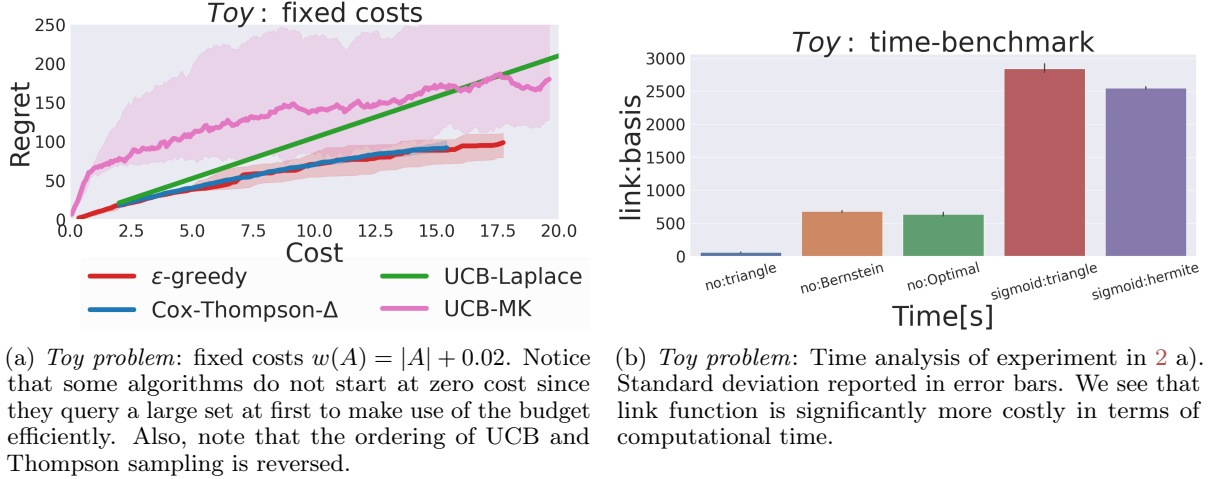 Toy : fixed costs
250
200
150
100
50
0
Regret
0.0 2.5 5.0 7.5 10.0 12.5 15.0 17.5 20.0
Cost
ε-greedy
Cox-Thompson-Δ
UCB-Laplace
UCB-MK
(a) Toy problem: fixed costs w(A) = |A| + 0.02. Notice
that some algorithms do not start at zero cost since
they query a large set at first to make use of the budget
efficiently. Also, note that the ordering of UCB and
Thompson sampling is reversed.
Toy : time-benchmark
3000
2500
2000
1500
1000
500
0
link:basis
no:triangle no:Bernstein no:Optimal sigmoid:triangle sigmoid:hermite
Time[s]
(b) Toy problem: Time analysis of experiment in 2 a).
Standard deviation reported in error bars. We see that
link function is significantly more costly in terms of
computational time.